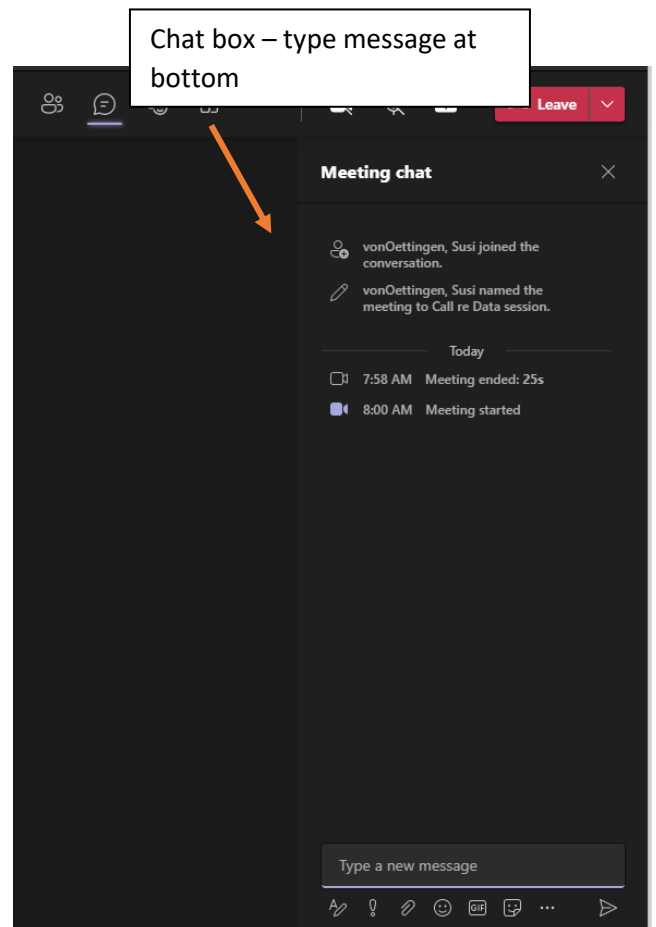 Chat box – type message at
bottom
Leave
Meeting chat
vonOettingen, Susi joined the
conversation.
vonOettingen, Susi named the
meeting to Call re Data session.
Today
7:58 AM Meeting ended: 25s
8:00 AM Meeting started
Type a new message
GIF